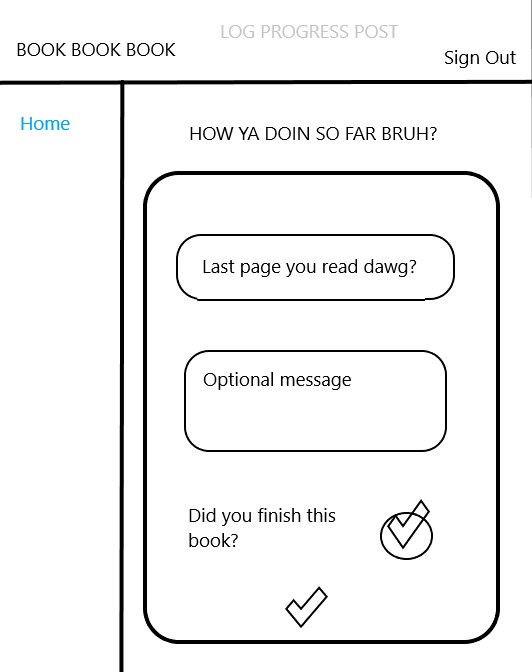 LOG PROGRESS POST
BOOK BOOK BOOK
Sign Out
Home
HOW YA DOIN SO FAR BRUH?
Last page you read dawg?
Optional message
Did you finish this
book?